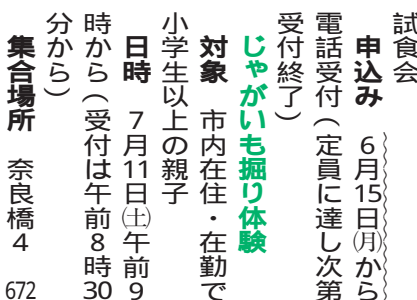 試食会
申込み　6月15日㈪から
電話受付（定員に達し次第
受付終了）
じゃがいも掘り体験
対象　市内在住・在勤で
小学生以上の親子
日時　7月11日㈯午前9
時から（受付は午前8時30
分から）
集合場所　奈良橋4　672